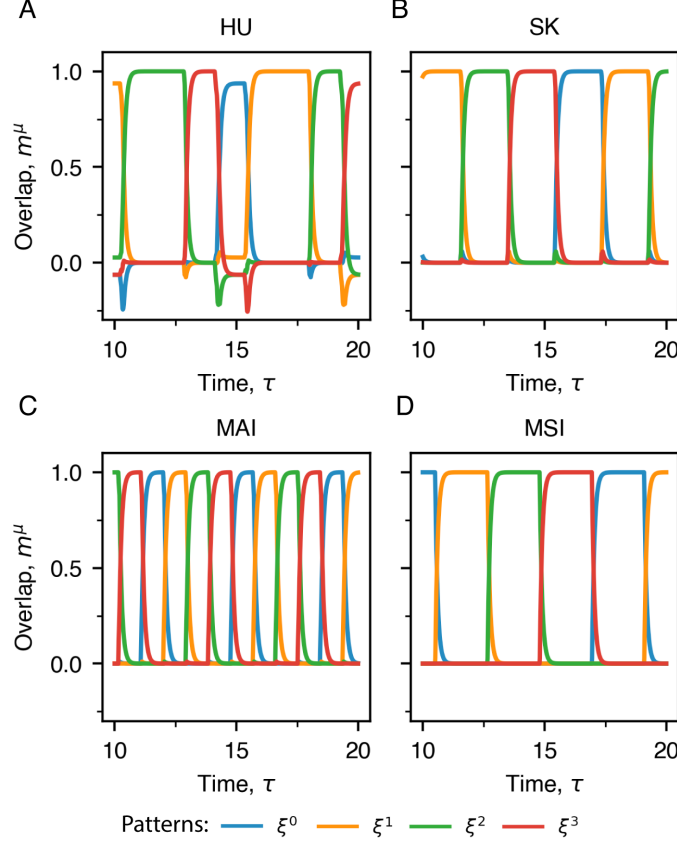 A
HU
B
SK
1.0
0.5
0.0
Overlap, m^μ
10
15
20
10
15
20
Time, τ
Time, τ
C
MAI
D
MSI
1.0
0.5
0.0
Overlap, m^μ
10
15
20
10
15
20
Time, τ
Time, τ
Patterns: ξ⁰ ξ¹ ξ² ξ³